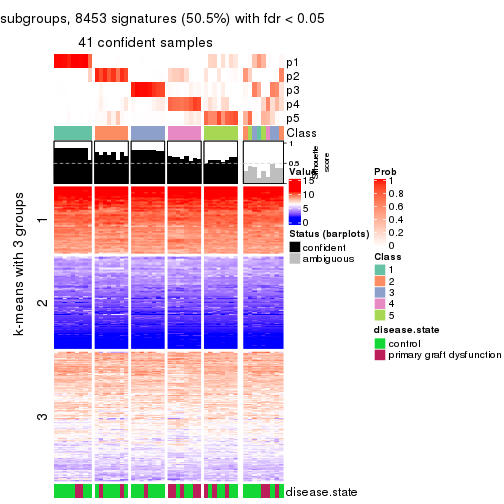 subgroups, 8453 signatures (50.5%) with fdr < 0.05
41 confident samples
p1
p2
p3
p4
p5
Class
1
0.5
0
Silhouette
score
k-means with 3 groups
1
2
3
disease.state
Value
15
10
5
0
Status (barplots)
confident
ambiguous
Prob
1
0.8
0.6
0.4
0.2
0
Class
1
2
3
4
5
disease.state
control
primary graft dysfunction